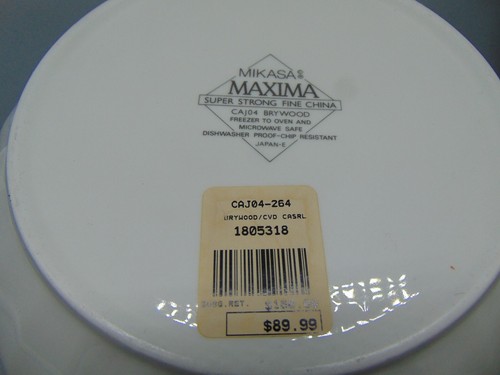 MIKASA
MAXIMA
SUPER STRONG FINE CHINA
CAJ04 BRYWOOD
FREEZER TO OVEN AND
MICROWAVE SAFE
DISHWASHER PROOF-CHIP RESISTANT
JAPAN-E
CAJ04-264
BRYWOOD/CVD CASRL
1805318
RET.
$89.99